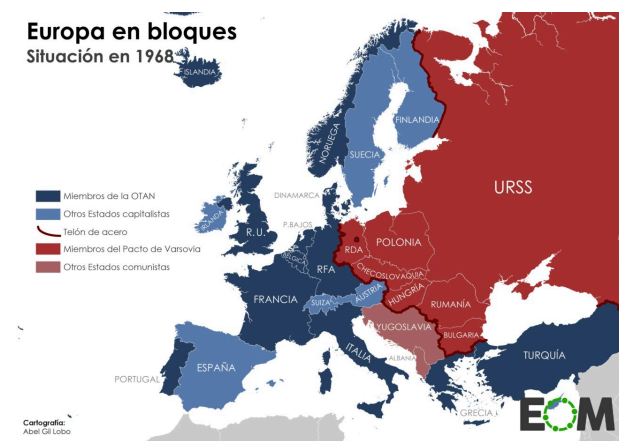 Europa en bloques
Situación en 1968
ISLANDIA
NORUEGA
SUECIA
FINLANDIA
Miembros de la OTAN
Otros Estados capitalistas
Telón de acero
Miembros del Pacto de Varsovia
Otros Estados comunistas
DINAMARCA
URSS
IRLANDA
R.U.
P.BAJOS
BÉLGICA
RFA
RDA
POLONIA
CHECOSLOVAQUIA
FRANCIA
SUIZA
AUSTRIA
HUNGRÍA
RUMANÍA
YUGOSLAVIA
BULGARIA
ITALIA
ALBANIA
TURQUÍA
ESPAÑA
PORTUGAL
GRECIA
Cartografía:
Abel Gil Lobo
EOM